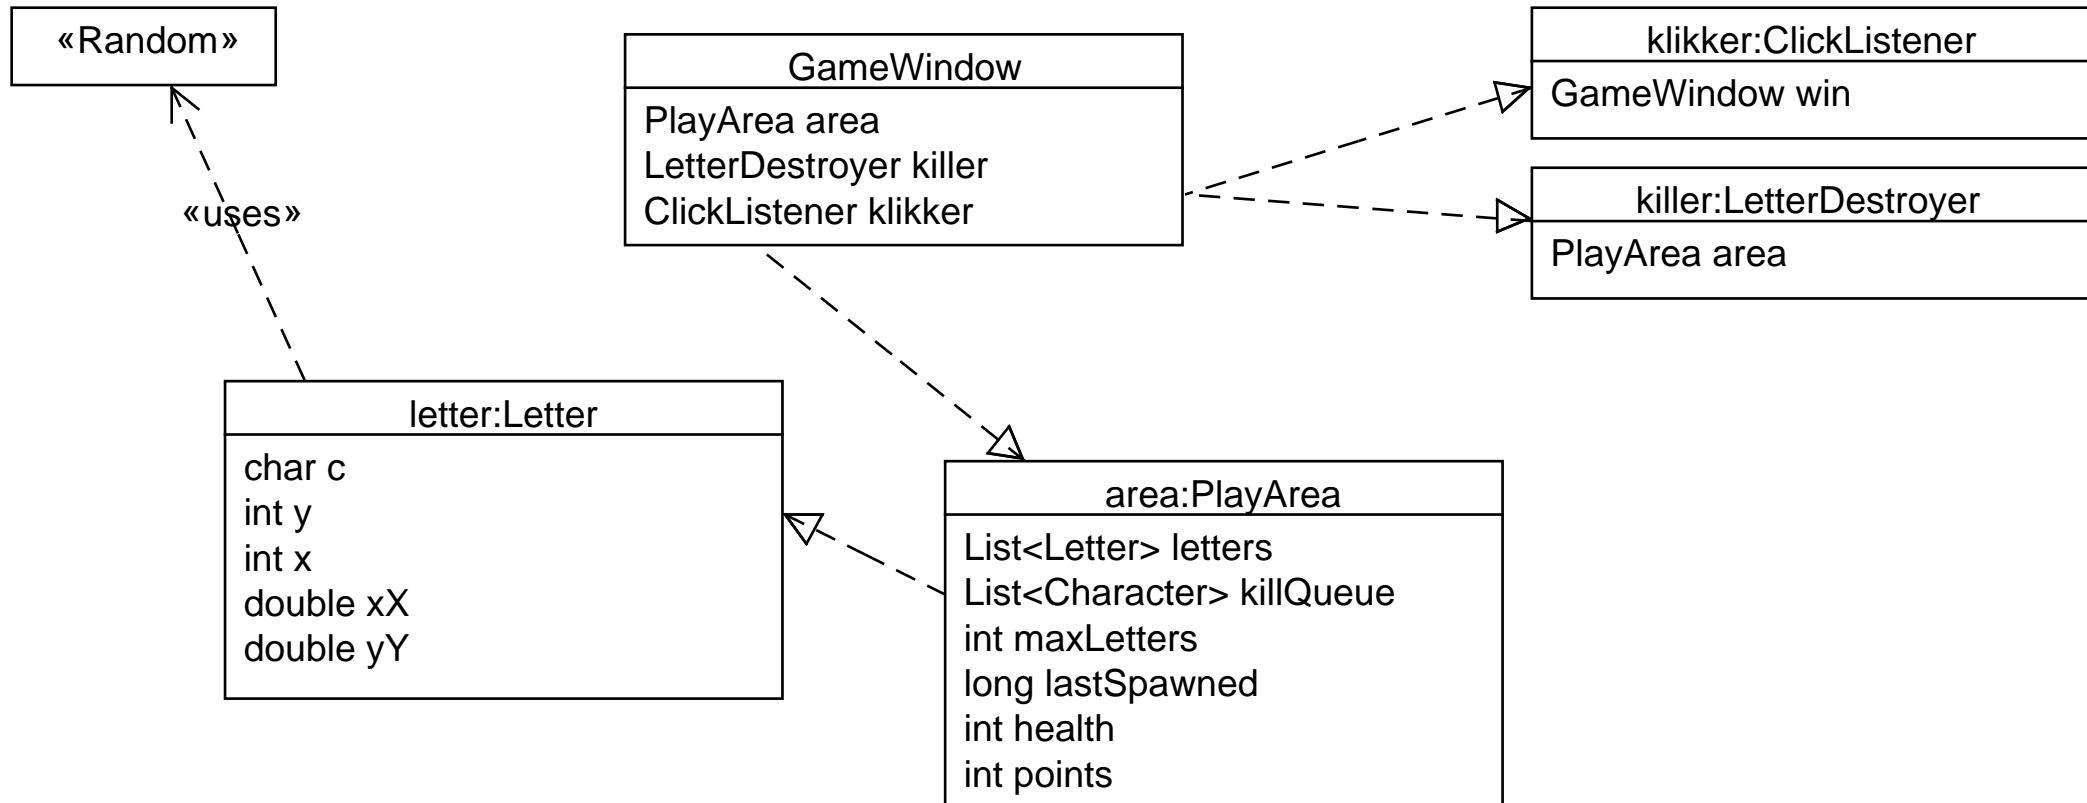 «Random»
«uses»
GameWindow
PlayArea area
LetterDestroyer killer
ClickListener klikker
klikker:ClickListener
GameWindow win
killer:LetterDestroyer
PlayArea area
letter:Letter
char c
int y
int x
double xX
double yY
area:PlayArea
List<Letter> letters
List<Character> killQueue
int maxLetters
long lastSpawned
int health
int points